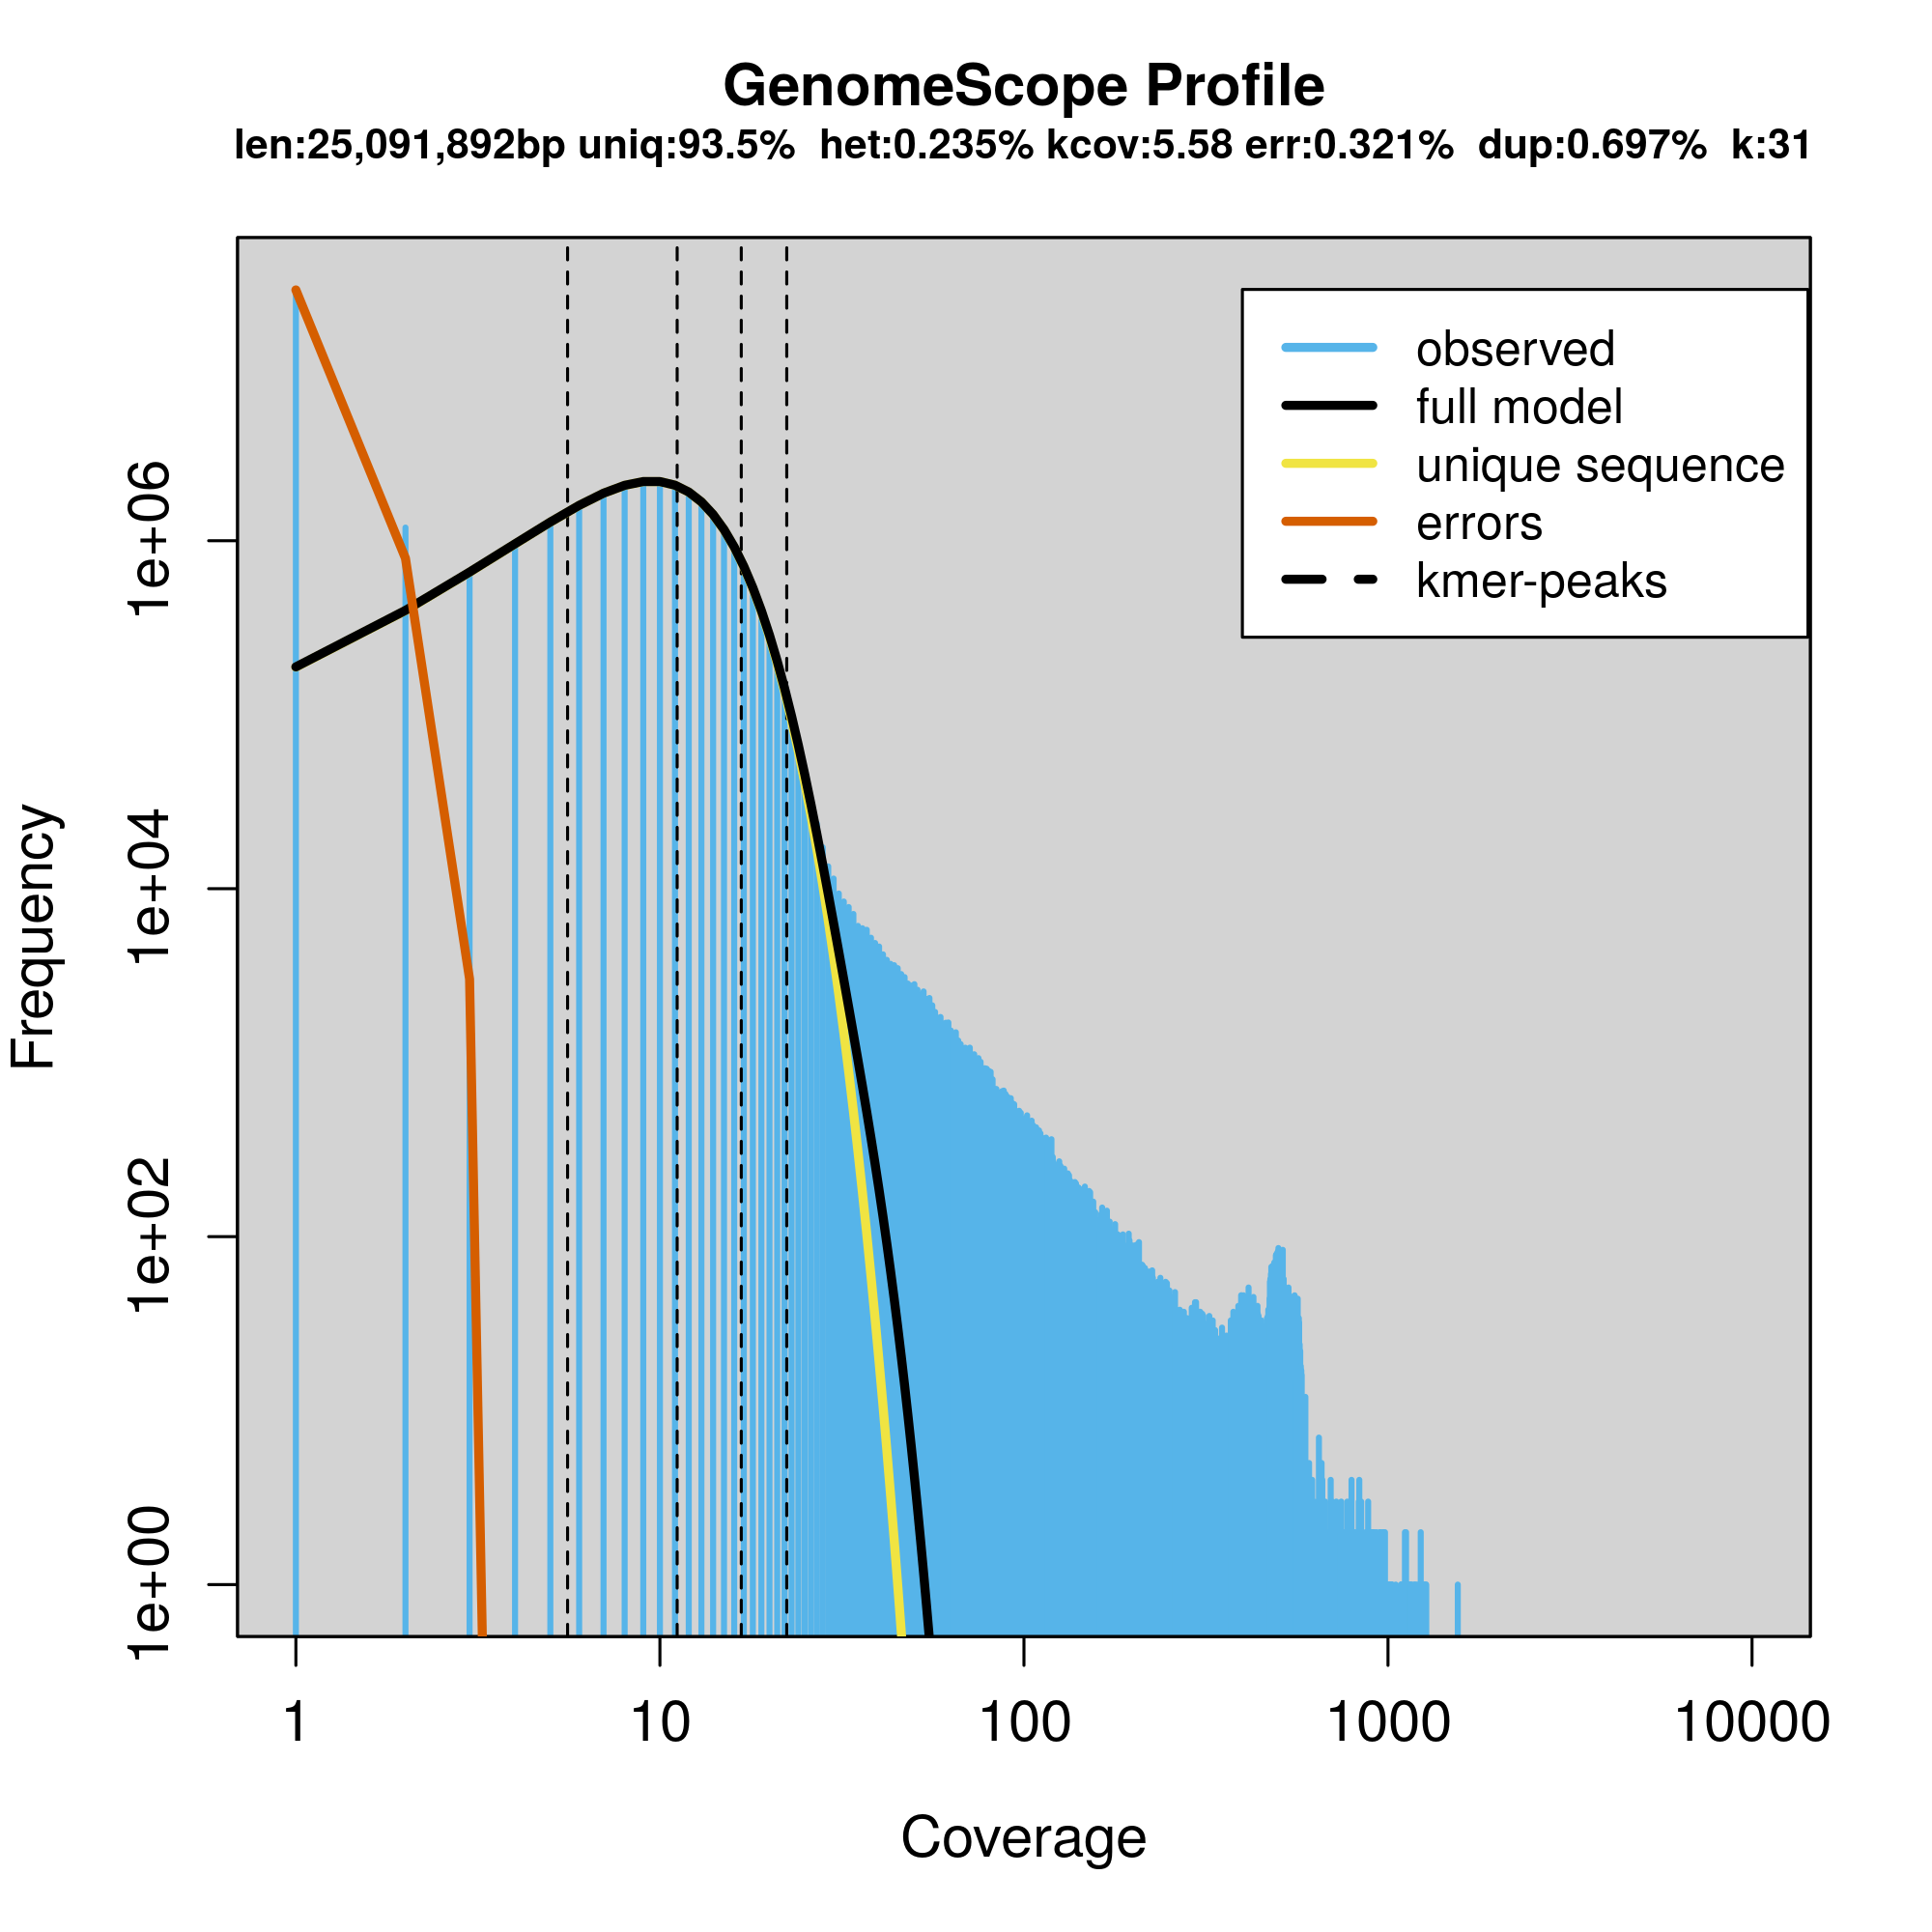 GenomeScope Profile
len:25,091,892bp uniq:93.5% het:0.235% kcov:5.58 err:0.321% dup:0.697% k:31
observed
full model
unique sequence
errors
kmer-peaks
Frequency
1e+06
1e+04
1e+02
1e+00
1 10 100 1000 10000
Coverage